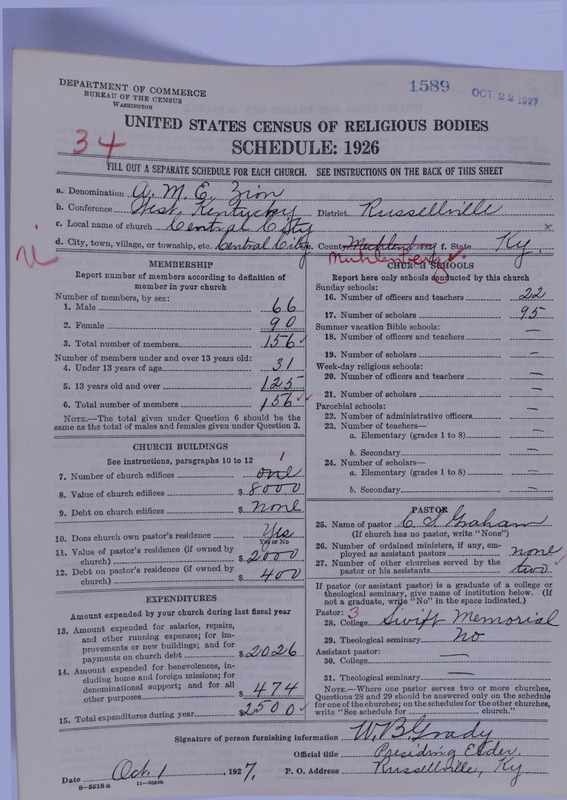 1589 OCT 22 1927
DEPARTMENT OF COMMERCE
BUREAU OF THE CENSUS
WASHINGTON
UNITED STATES CENSUS OF RELIGIOUS BODIES
34
SCHEDULE: 1926
FILL OUT A SEPARATE SCHEDULE FOR EACH CHURCH. SEE INSTRUCTIONS ON THE BACK OF THIS SHEET
a. Denomination A. M. E. Zion
b. Conference West Kentucky District Russellville
c. Local name of church Central City x
d. City, town, village, or township, etc. Central City e. County Muhlenberg f. State Ky.
Muhlenberg
MEMBERSHIP
Report number of members according to definition of
member in your church
Number of members, by sex:
1. Male 66
2. Female 90
3. Total number of members 156
Number of members under and over 13 years old:
4. Under 13 years of age 31
5. 13 years old and over 125
6. Total number of members 156
NOTE.—The total given under Question 6 should be the
same as the total of males and females given under Question 3.
CHURCH BUILDINGS
See instructions, paragraphs 10 to 12
1
7. Number of church edifices one
8. Value of church edifices $ 8000
9. Debt on church edifices $ none
10. Does church own pastor's residence Yes
Yes or No
11. Value of pastor's residence (if owned by
church) $ 2000
12. Debt on pastor's residence (if owned by
church) $ 400
EXPENDITURES
Amount expended by your church during last fiscal year
13. Amount expended for salaries, repairs,
and other running expenses; for im-
provements or new buildings; and for
payments on church debt $ 2026
14. Amount expended for benevolences, in-
cluding home and foreign missions; for
denominational support; and for all
other purposes $ 474
15. Total expenditures during year $ 2500
CHURCH SCHOOLS
Report here only schools conducted by this church
Sunday schools:
16. Number of officers and teachers 22
17. Number of scholars 95
Summer vacation Bible schools:
18. Number of officers and teachers —
19. Number of scholars —
Week-day religious schools:
20. Number of officers and teachers —
21. Number of scholars —
Parochial schools:
22. Number of administrative officers —
23. Number of teachers—
a. Elementary (grades 1 to 8) —
b. Secondary —
24. Number of scholars—
a. Elementary (grades 1 to 8) —
b. Secondary —
PASTOR
25. Name of pastor C. S. Graham
(If church has no pastor, write "None")
26. Number of ordained ministers, if any, em-
ployed as assistant pastors none
27. Number of other churches served by the
pastor or his assistants two
If pastor (or assistant pastor) is a graduate of a college or
theological seminary, give name of institution below. (If
not a graduate, write "No" in the space indicated.)
Pastor: 3
28. College Swift Memorial
29. Theological seminary No
Assistant pastor:
30. College —
31. Theological seminary —
NOTE.—Where one pastor serves two or more churches,
Questions 28 and 29 should be answered only on the schedule
for one of the churches; on the schedules for the other churches,
write "See schedule for church."
Signature of person furnishing information W. B. Grady
Official title Presiding Elder.
Date Oct. 1 1927. P. O. Address Russellville, Ky
8-5518a 11-9034b